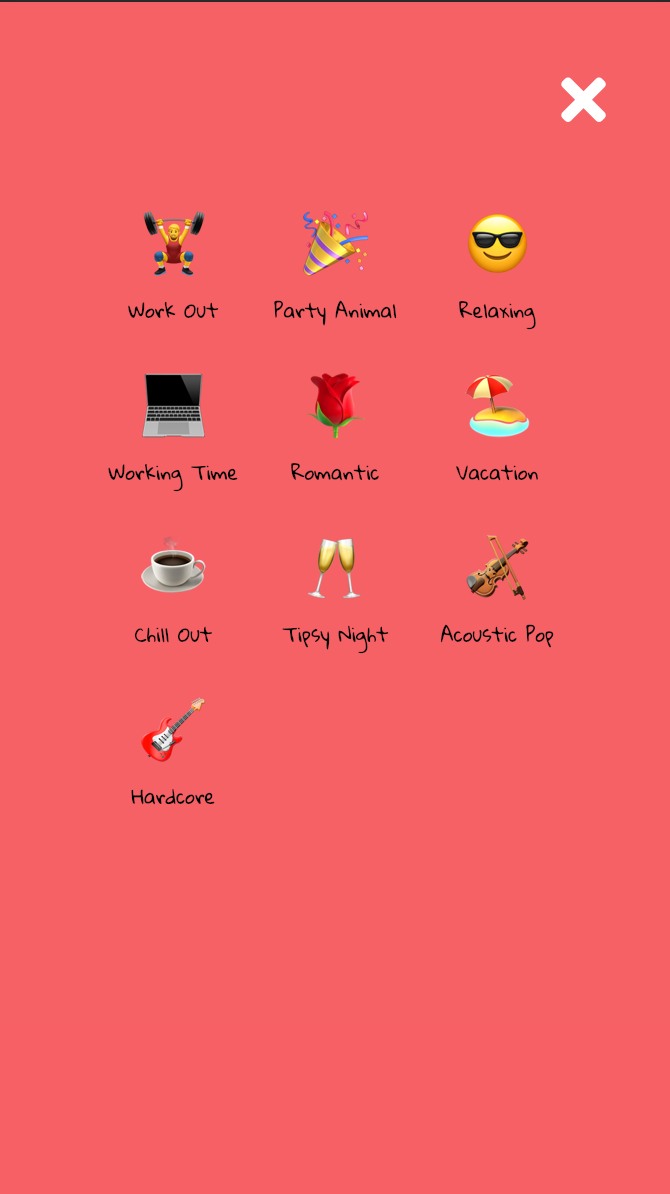 Work Out Party Animal Relaxing
Working Time Romantic Vacation
Chill Out Tipsy Night Acoustic Pop
Hardcore